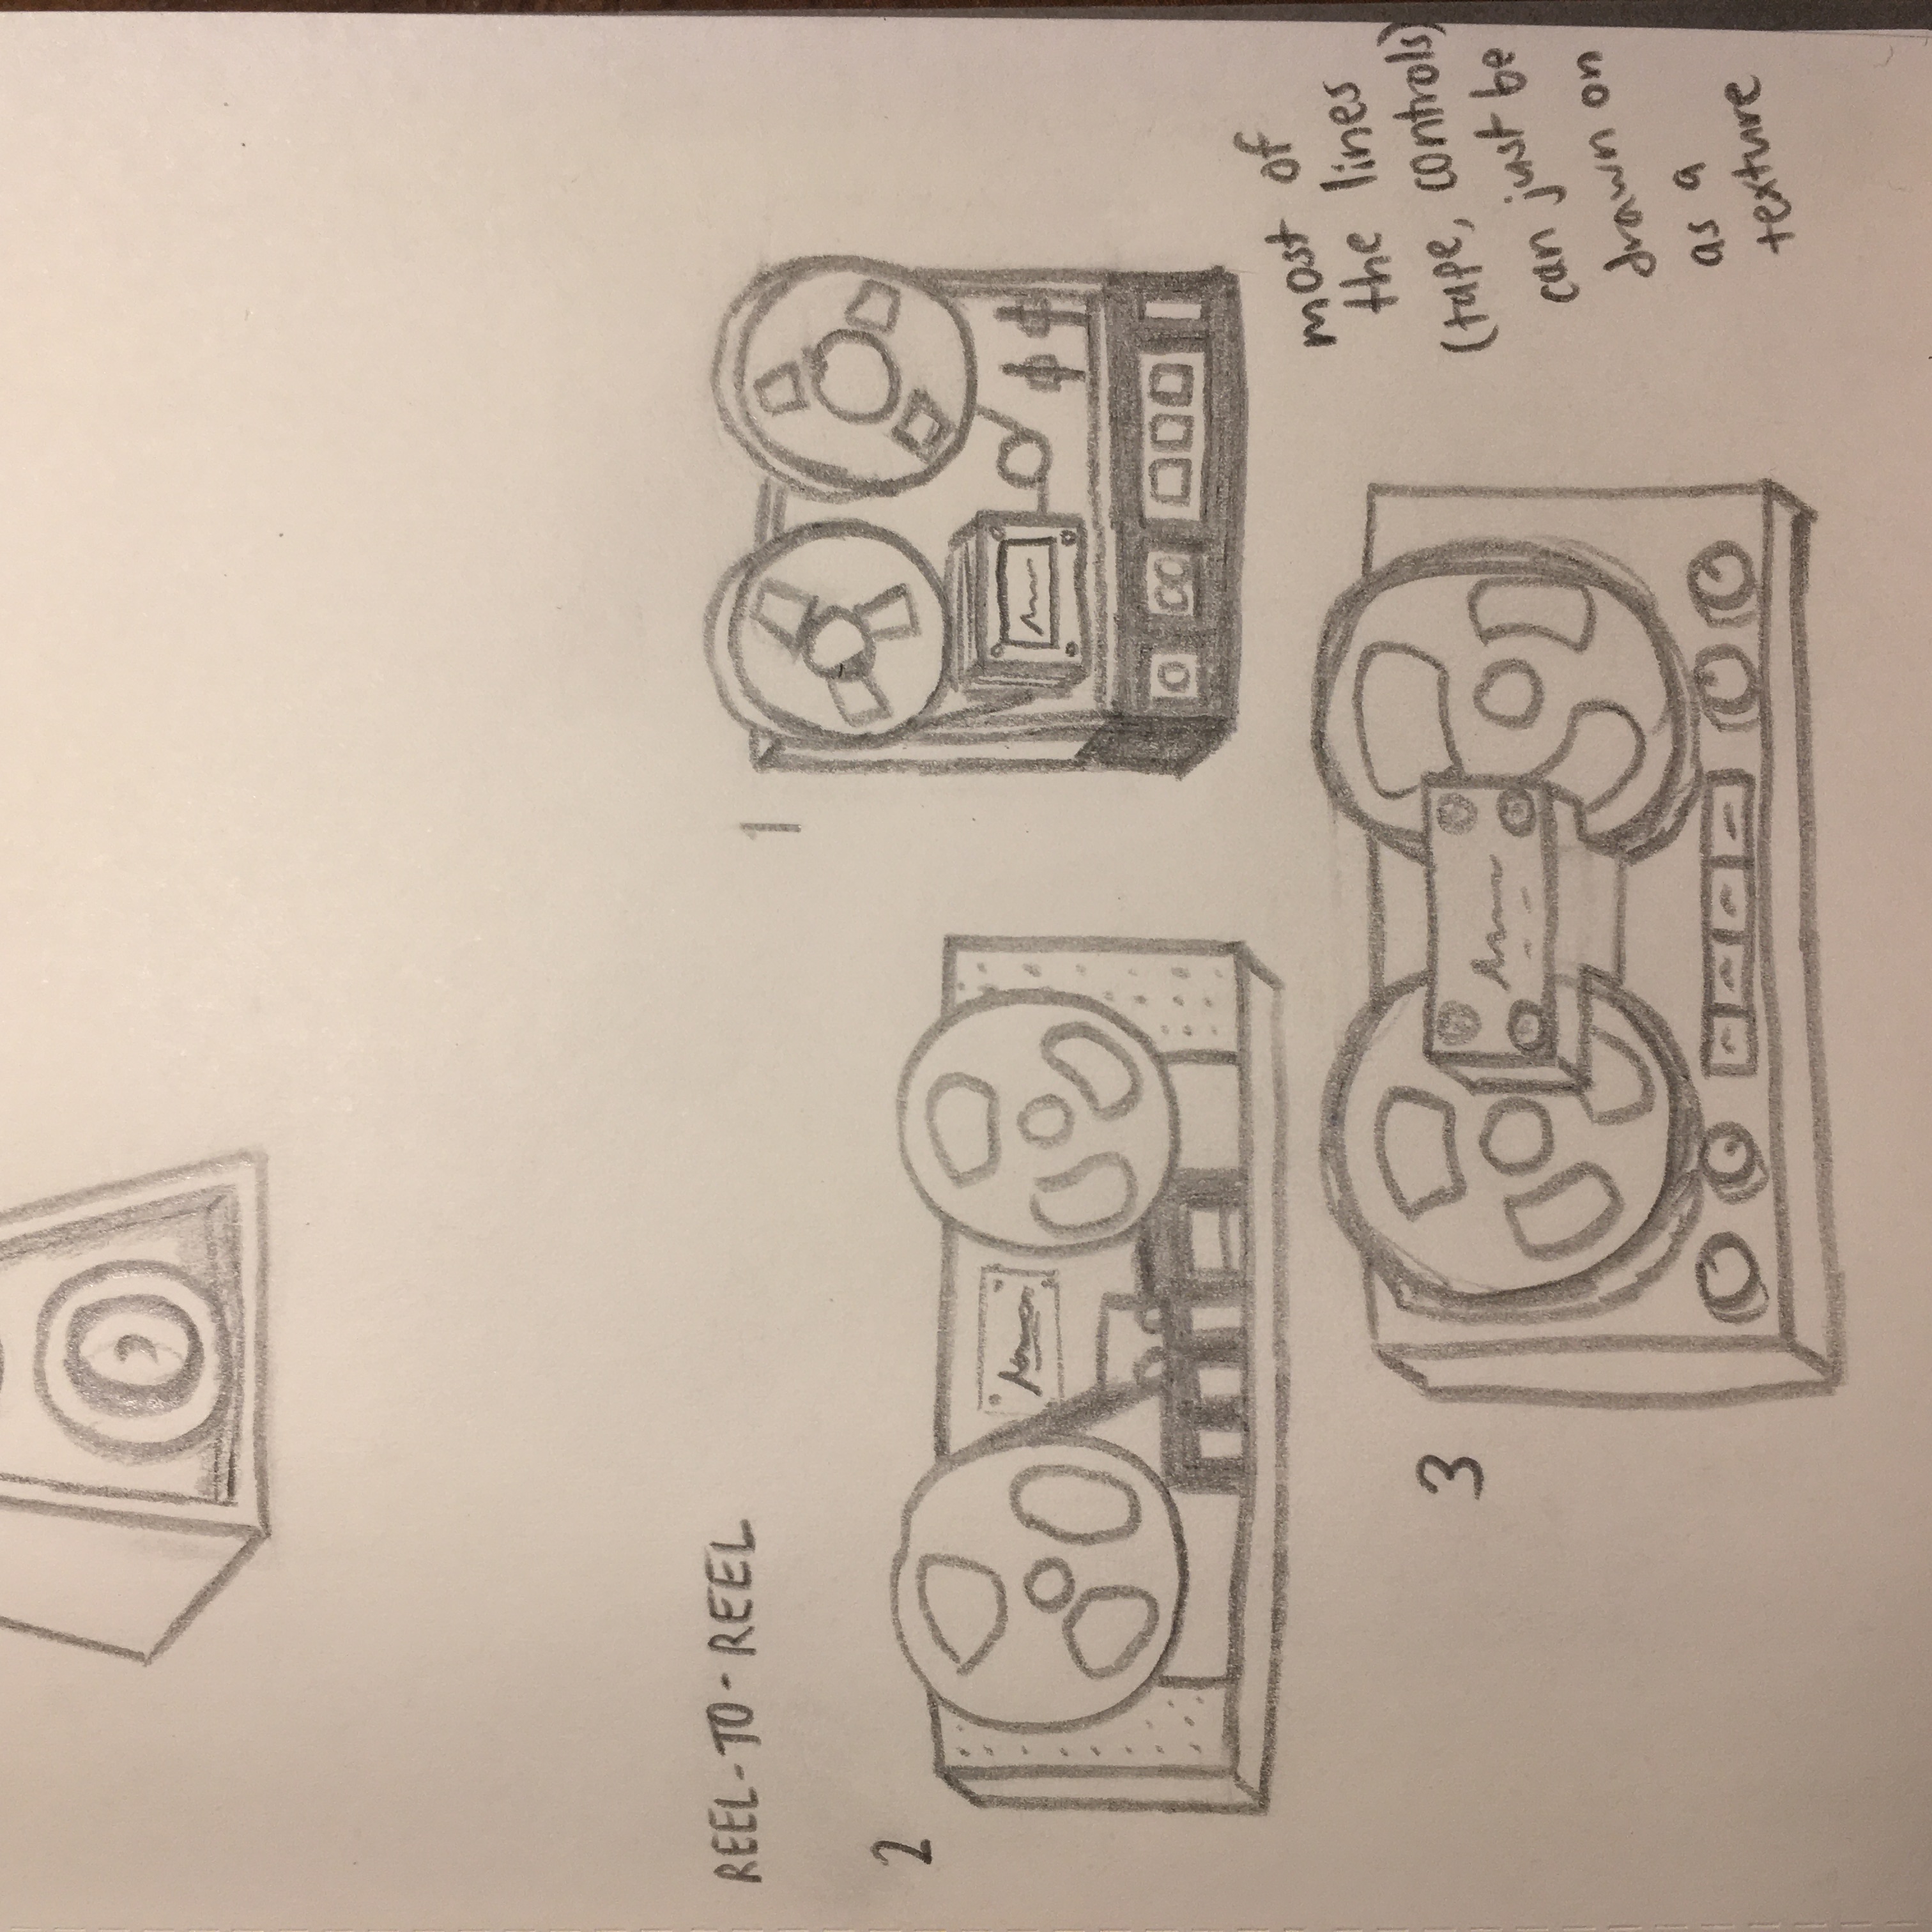 REEL-TO-REEL
1
2
3
most of
the lines
(tape, controls)
can just be
drawn on
as a
texture